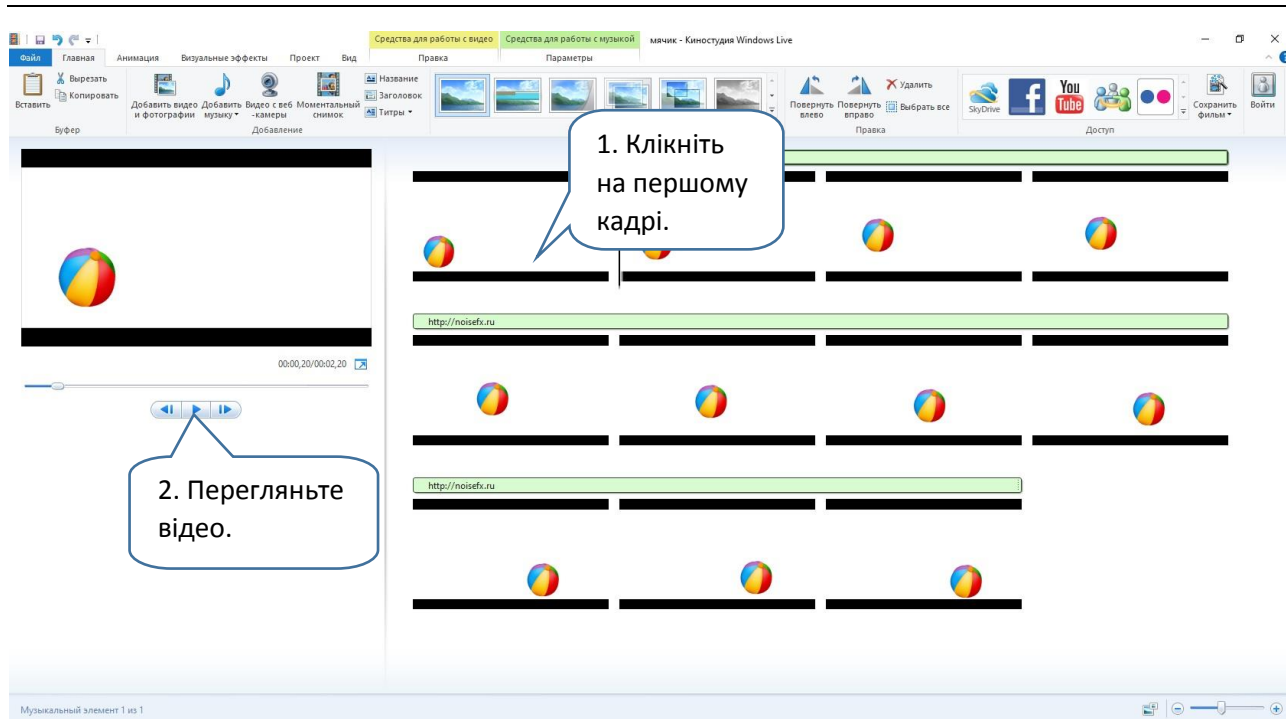 Средства для работы с видео Средства для работы с музыкой мячик - Киностудия Windows Live
Файл Главная Анимация Визуальные эффекты Проект Вид Правка Параметры
Вставить
Вырезать
Копировать
Буфер
Добавить видео и фотографии
Добавить музыку
Видео с веб-камеры
Моментальный снимок
Название
Заголовок
Титры
Добавление
Повернуть влево
Повернуть вправо
Удалить
Выбрать все
Правка
SkyDrive
f
You Tube
Доступ
Сохранить фильм
Войти
1. Клікніть
на першому
кадрі.
http://noisefx.ru
00:00,20/00:02,20
2. Перегляньте
відео.
http://noisefx.ru
Музыкальный элемент 1 из 1